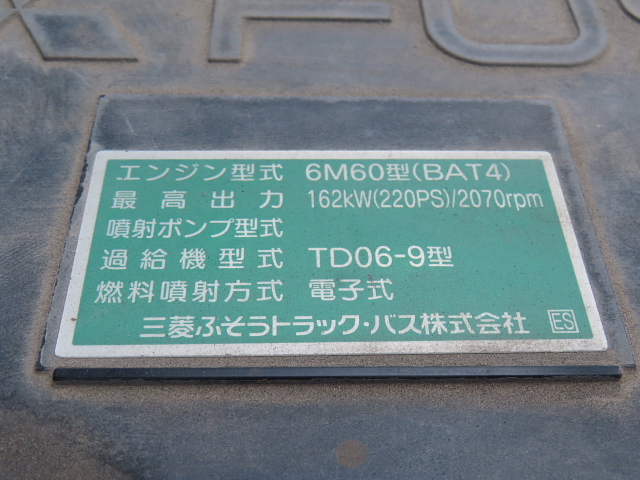 FUS
エンジン型式 6M60型(BAT4)
最高出力 162kW(220PS)/2070rpm
噴射ポンプ型式
過給機型式 TD06-9型
燃料噴射方式 電子式
三菱ふそうトラック・バス株式会社 ES